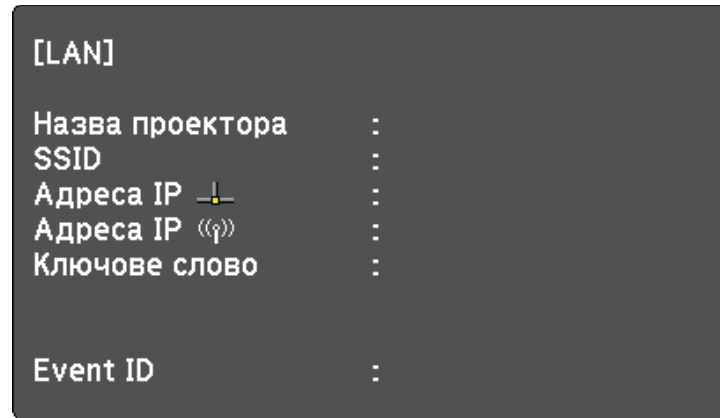 [LAN]
Назва проектора :
SSID :
Адреса IP :
Адреса IP :
Ключове слово :
Event ID :